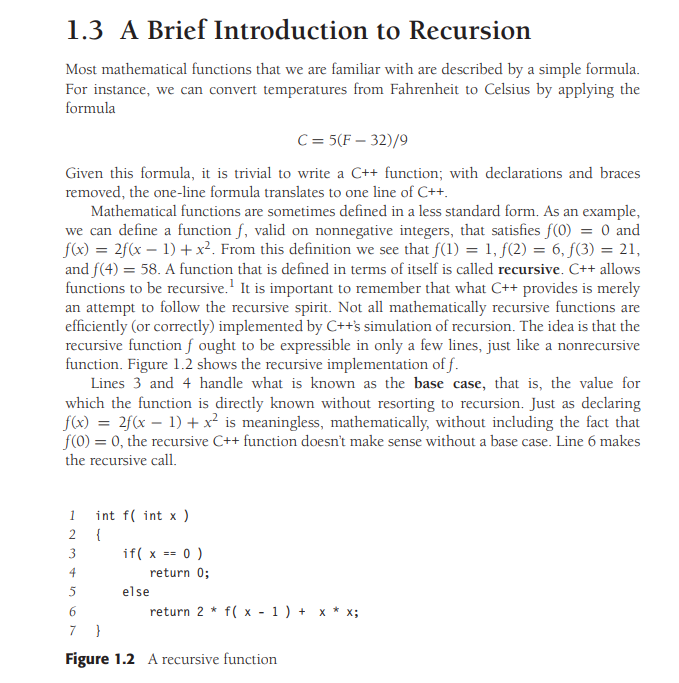 1.3 A Brief Introduction to Recursion
Most mathematical functions that we are familiar with are described by a simple formula.
For instance, we can convert temperatures from Fahrenheit to Celsius by applying the
formula
C = 5(F − 32)/9
Given this formula, it is trivial to write a C++ function; with declarations and braces
removed, the one-line formula translates to one line of C++.
Mathematical functions are sometimes defined in a less standard form. As an example,
we can define a function f, valid on nonnegative integers, that satisfies f(0) = 0 and
f(x) = 2f(x − 1) + x². From this definition we see that f(1) = 1, f(2) = 6, f(3) = 21,
and f(4) = 58. A function that is defined in terms of itself is called recursive. C++ allows
functions to be recursive.¹ It is important to remember that what C++ provides is merely
an attempt to follow the recursive spirit. Not all mathematically recursive functions are
efficiently (or correctly) implemented by C++'s simulation of recursion. The idea is that the
recursive function f ought to be expressible in only a few lines, just like a nonrecursive
function. Figure 1.2 shows the recursive implementation of f.
Lines 3 and 4 handle what is known as the base case, that is, the value for
which the function is directly known without resorting to recursion. Just as declaring
f(x) = 2f(x − 1) + x² is meaningless, mathematically, without including the fact that
f(0) = 0, the recursive C++ function doesn't make sense without a base case. Line 6 makes
the recursive call.
1 int f( int x )
2 {
3 if( x == 0 )
4 return 0;
5 else
6 return 2 * f( x - 1 ) + x * x;
7 }
Figure 1.2 A recursive function